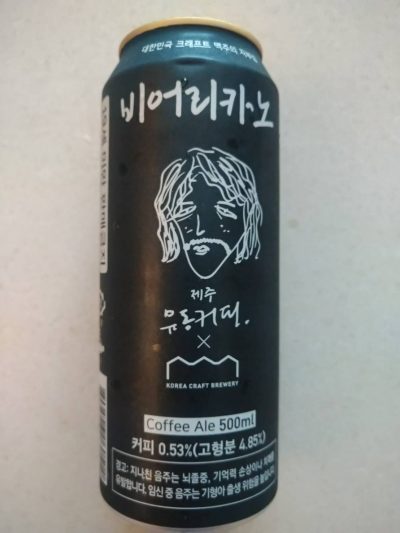 대한민국 크래프트 맥주의 자부심
비어리카노
제주
유동커피.
×
KOREA CRAFT BREWERY
Coffee Ale 500ml
커피 0.53%(고형분 4.85%)
경고: 지나친 음주는 뇌졸중, 기억력 손상이나 치매를
유발합니다. 임신 중 음주는 기형아 출생 위험을 높입니다.